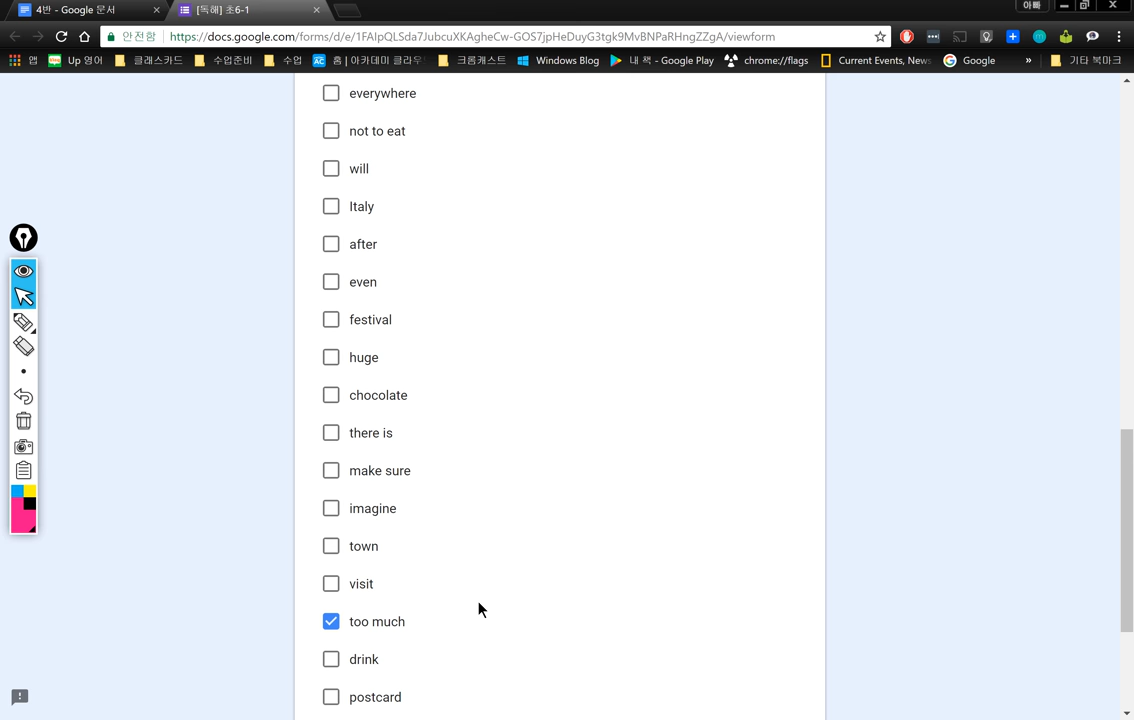 4반 - Google 문서
[독해] 초6-1
아빠
안전함 https://docs.google.com/forms/d/e/1FAIpQLSda7JubcuXKAgheCw-GOS7jpHeDuyG3tgk9MvBNPaRHngZZgA/viewform
앱 Up 영어 클래스카드 수업준비 수업 홈 | 아카데미 클라우 크롬캐스트 Windows Blog 내 책 - Google Play chrome://flags Current Events, News Google » 기타 북마크
everywhere
not to eat
will
Italy
after
even
festival
huge
chocolate
there is
make sure
imagine
town
visit
too much
drink
postcard